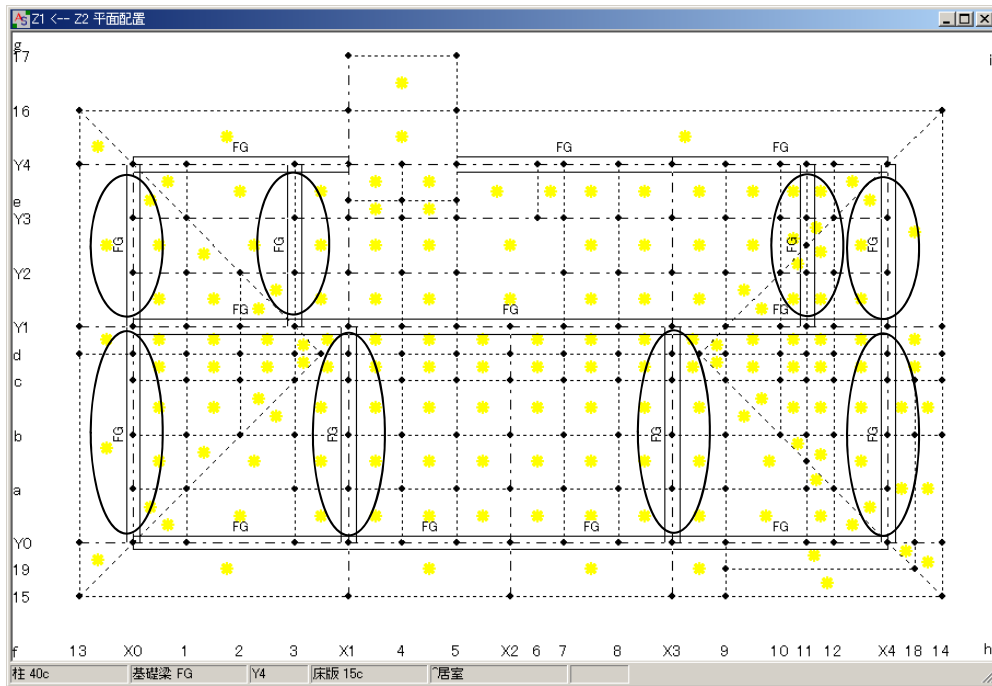 Z1 <-- Z2 平面配置
g
17
i
16
FG
FG
FG
Y4
e
Y3
FG
FG
FG
FG
Y2
FG
FG
FG
Y1
d
c
b
FG
FG
FG
FG
a
FG
FG
FG
FG
Y0
19
15
f 13 X0 1 2 3 X1 4 5 X2 6 7 8 X3 9 10 11 12 X4 18 14 h
柱 40c 基礎梁 FG Y4 床版 15c ^居室